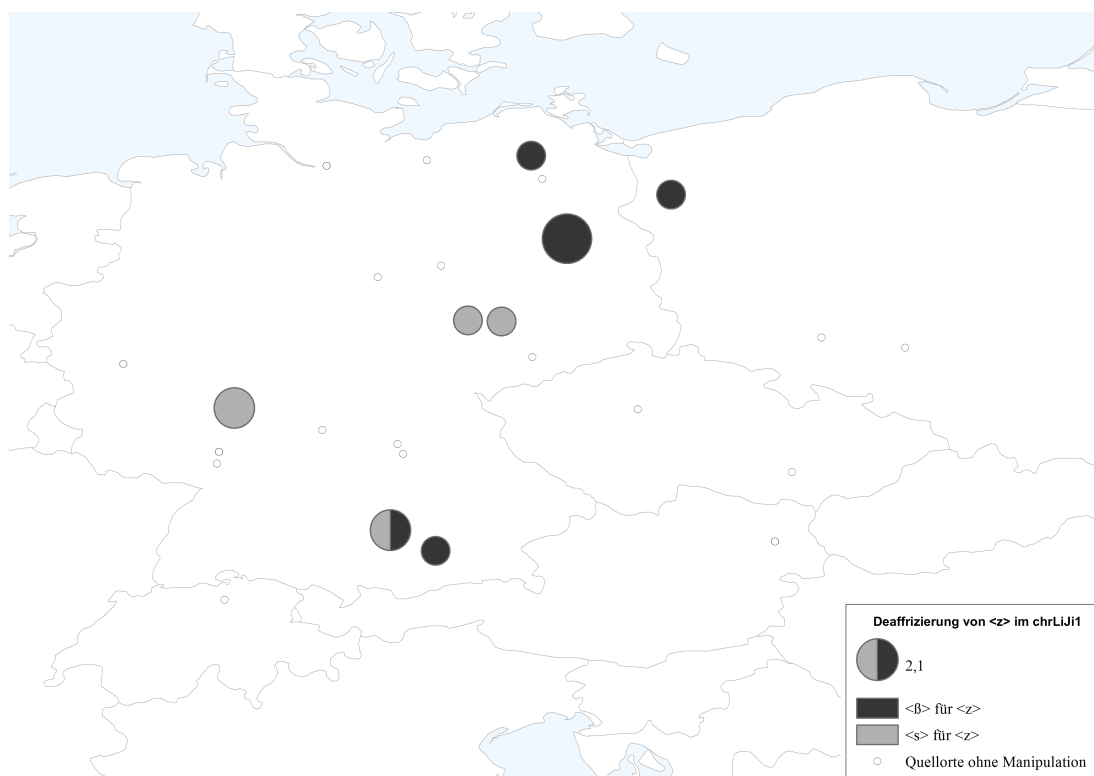 Deaffrizierung von <z> im chrLiJi1
2,1
<ß> für <z>
<s> für <z>
Quellorte ohne Manipulation